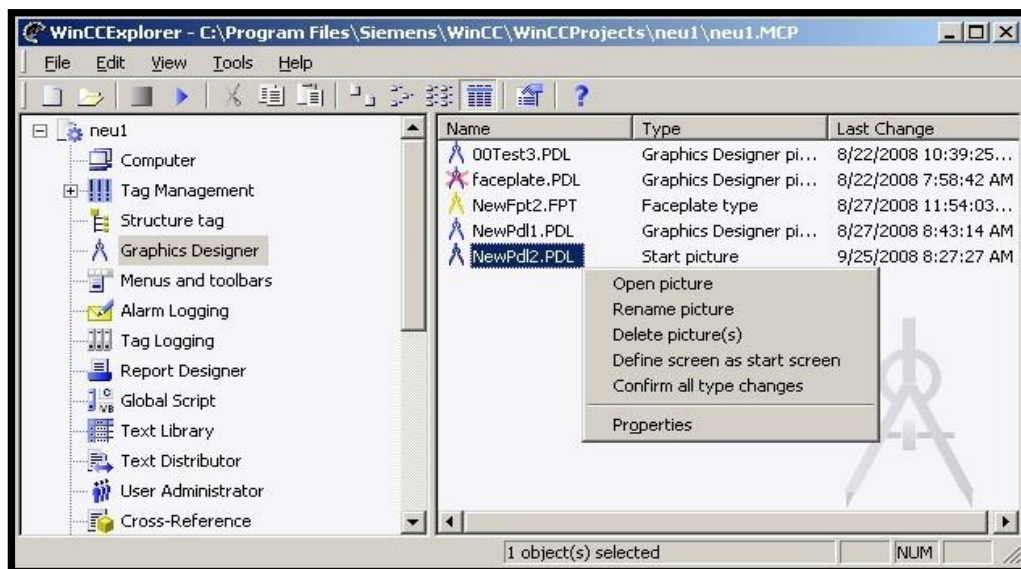 WinCCExplorer - C:\Program Files\Siemens\WinCC\WinCCProjects\neu1\neu1.MCP
File Edit View Tools Help
neu1
Computer
Tag Management
Structure tag
Graphics Designer
Menus and toolbars
Alarm Logging
Tag Logging
Report Designer
Global Script
Text Library
Text Distributor
User Administrator
Cross-Reference
Name Type Last Change
00Test3.PDL Graphics Designer pi... 8/22/2008 10:39:25...
faceplate.PDL Graphics Designer pi... 8/22/2008 7:58:42 AM
NewFpt2.FPT Faceplate type 8/27/2008 11:54:03...
NewPdl1.PDL Graphics Designer pi... 8/27/2008 8:43:14 AM
NewPdl2.PDL Start picture 9/25/2008 8:27:27 AM
Open picture
Rename picture
Delete picture(s)
Define screen as start screen
Confirm all type changes
Properties
1 object(s) selected NUM